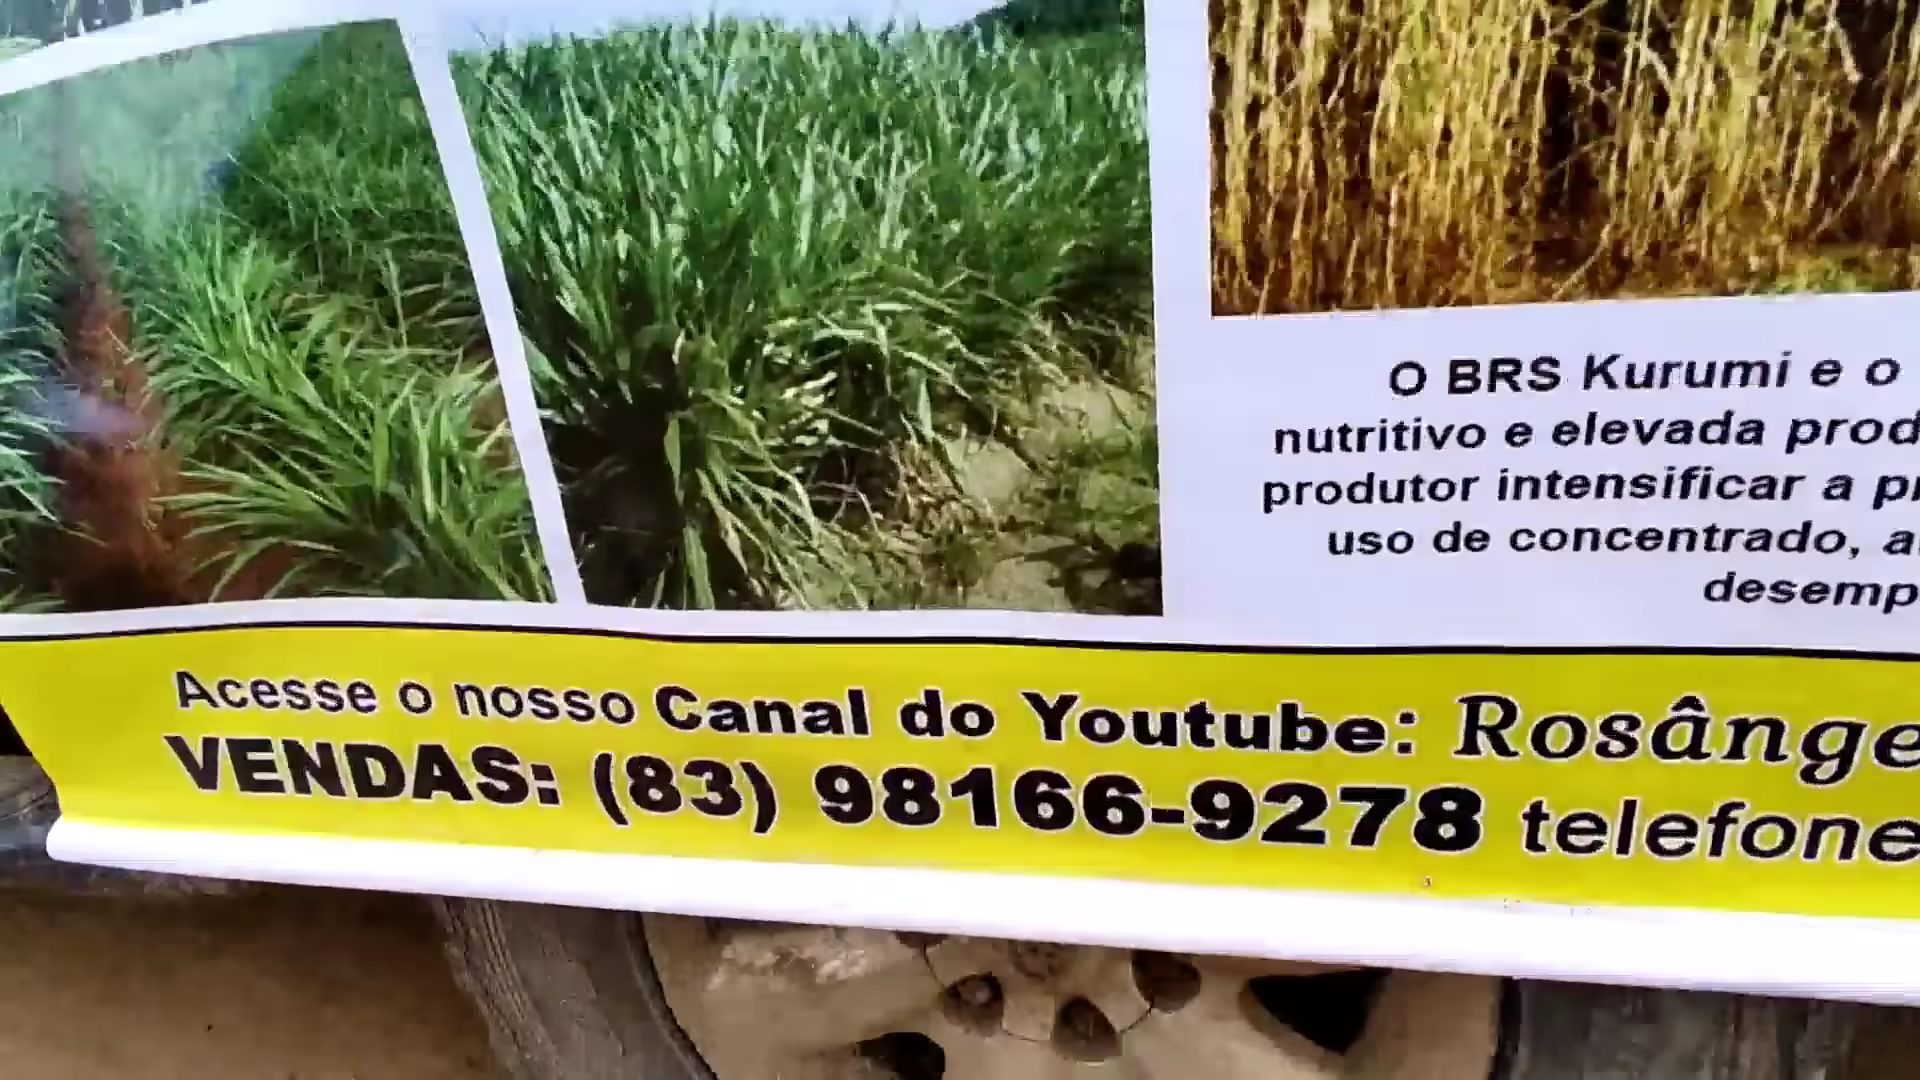 O BRS Kurumi e o
nutritivo e elevada prod
produtor intensificar a pr
uso de concentrado, a
desemp
Acesse o nosso Canal do Youtube: Rosânge
VENDAS: (83) 98166-9278 telefone